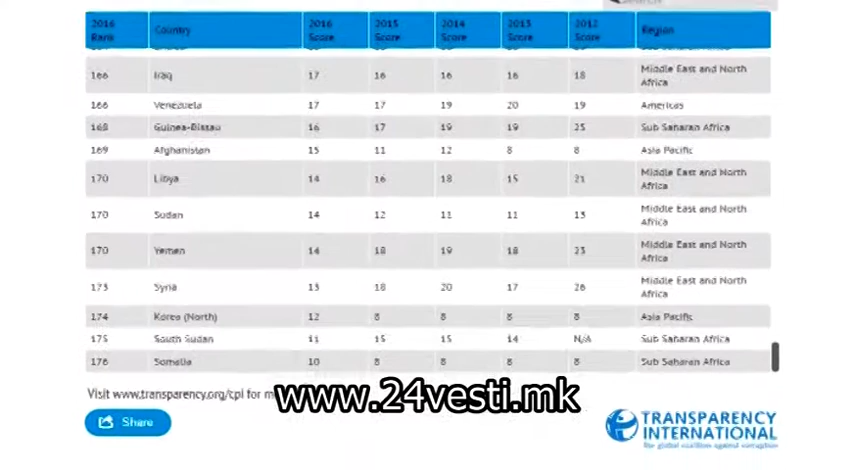 2016 Rank Country 2016 Score 2015 Score 2014 Score 2013 Score 2012 Score Region
166 Iraq 17 16 16 16 18 Middle East and North Africa
166 Venezuela 17 17 19 20 19 Americas
168 Guinea-Bissau 16 17 19 19 25 Sub Saharan Africa
169 Afghanistan 15 11 12 8 8 Asia Pacific
170 Libya 14 16 18 15 21 Middle East and North Africa
170 Sudan 14 12 11 11 13 Middle East and North Africa
170 Yemen 14 18 19 18 23 Middle East and North Africa
173 Syria 13 18 20 17 26 Middle East and North Africa
174 Korea (North) 12 8 8 8 8 Asia Pacific
175 South Sudan 11 15 15 14 N/A Sub Saharan Africa
176 Somalia 10 8 8 8 8 Sub Saharan Africa
Visit www.transparency.org/cpi for
www.24vesti.mk
Share
TRANSPARENCY
INTERNATIONAL
the global coalition against corruption